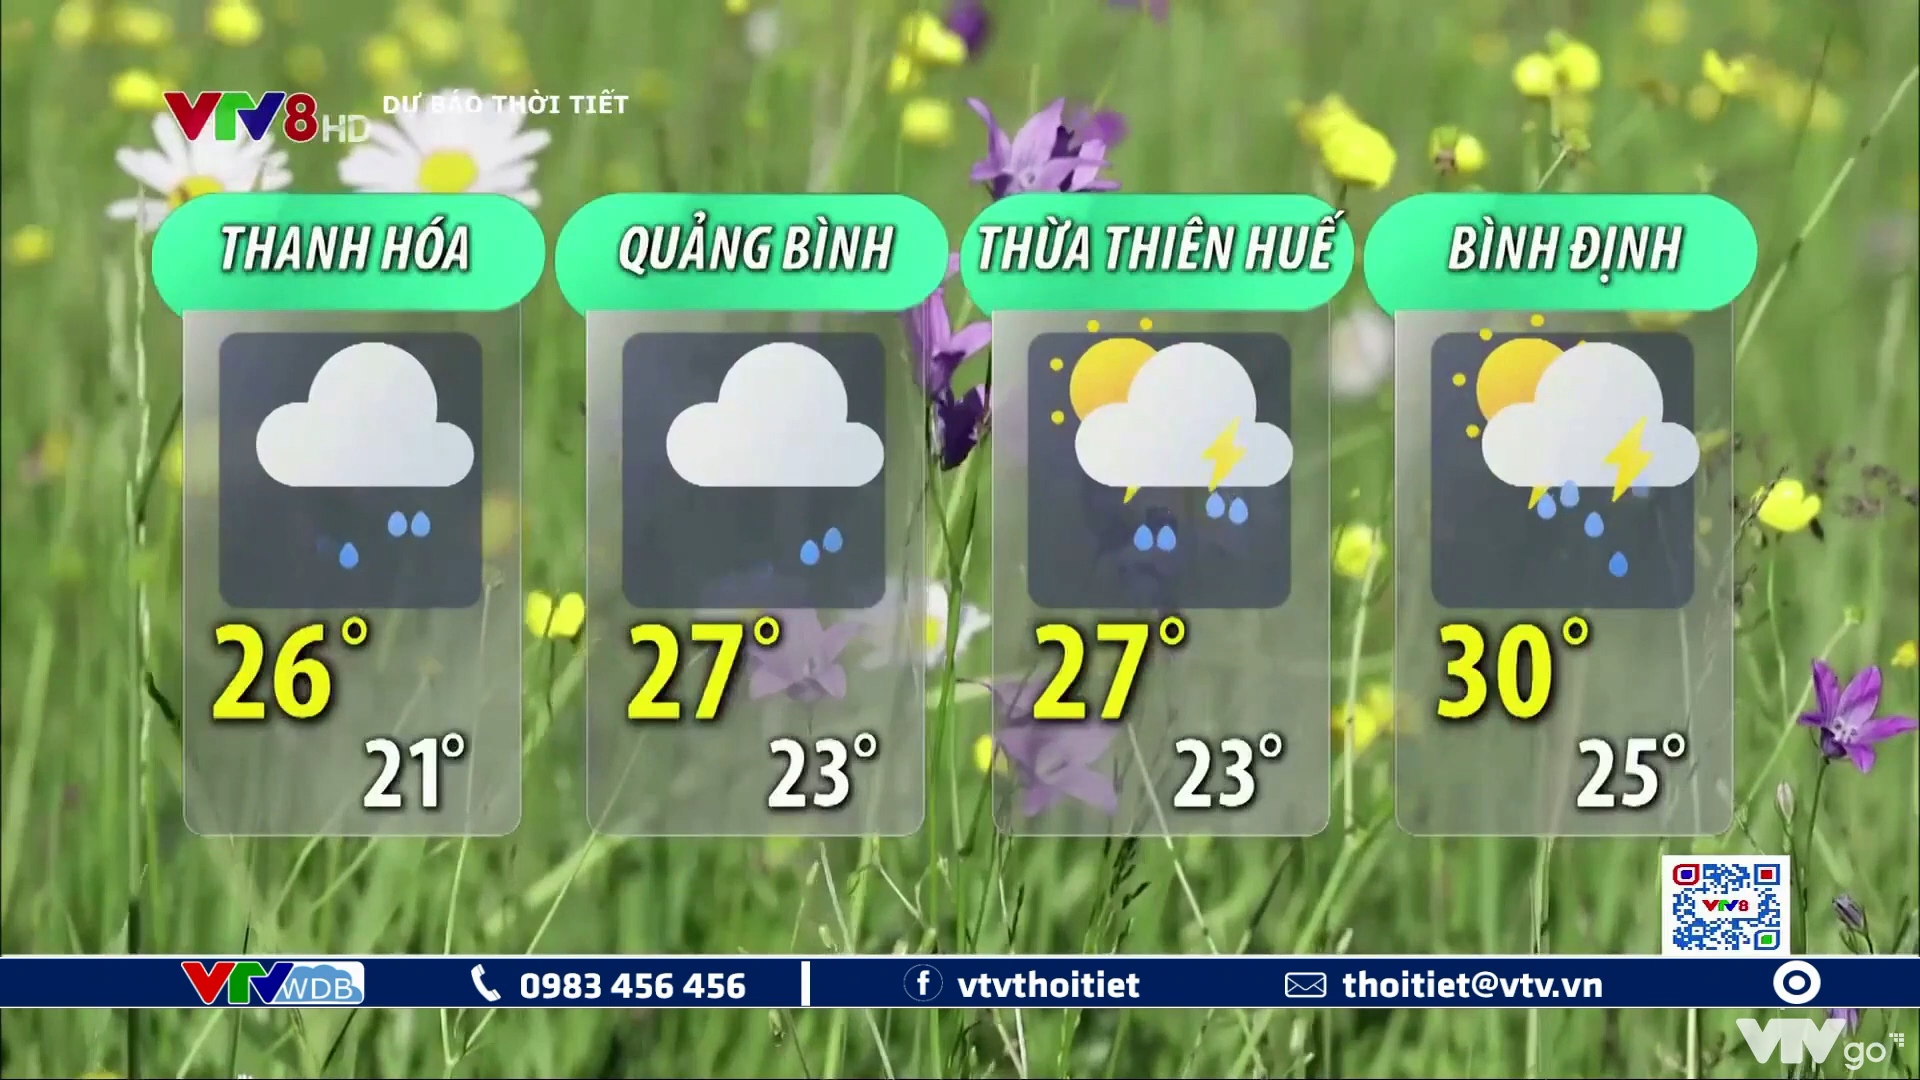 VTV8 HD DỰ BÁO THỜI TIẾT
THANH HÓA
QUẢNG BÌNH
THỪA THIÊN HUẾ
BÌNH ĐỊNH
26°
21°
27°
23°
27°
23°
30°
25°
VTV8
VTV WDB
0983 456 456
vtvthoitiet
thoitiet@vtv.vn
VTV go